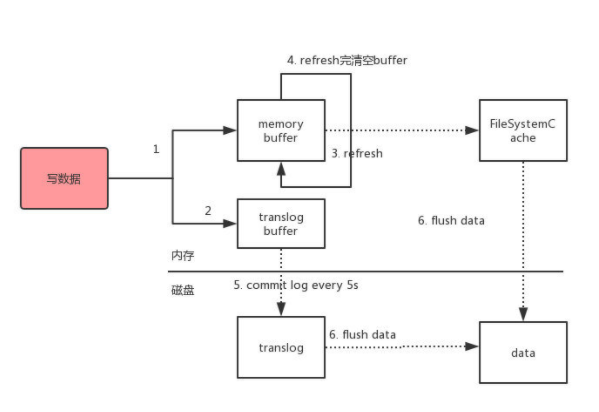 4. refresh完清空buffer
memory
buffer
FileSystemC
ache
1
3. refresh
写数据
2
translog
buffer
6. flush data
内存
磁盘
5. commit log every 5s
translog
6. flush data
data